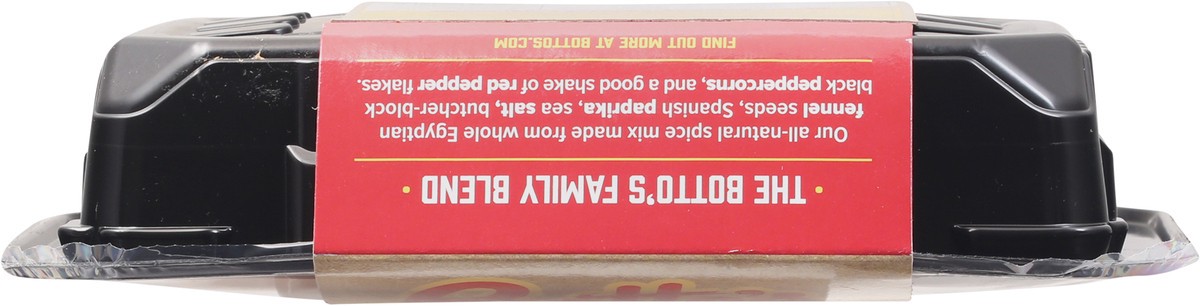 · THE BOTTO'S FAMILY BLEND ·
Our all-natural spice mix made from whole Egyptian
fennel seeds, Spanish paprika, sea salt, butcher-block
black peppercorns, and a good shake of red pepper flakes.
FIND OUT MORE AT BOTTOS.COM